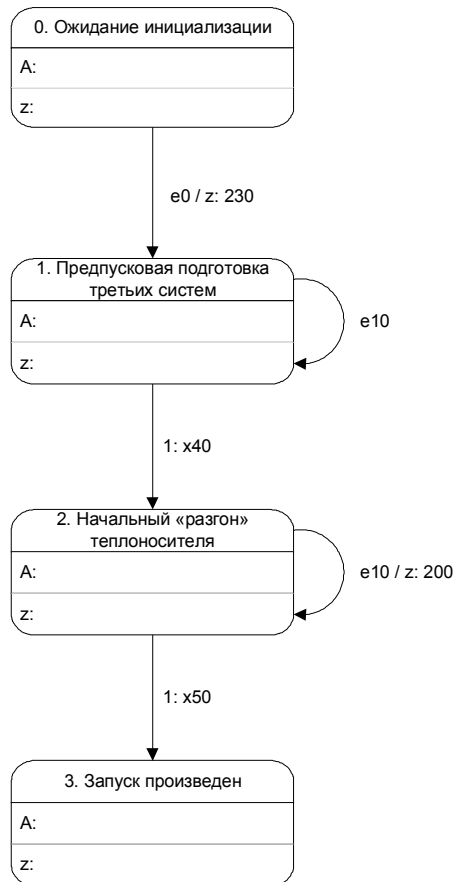 0. Ожидание инициализации
A:
z:
e0 / z: 230
1. Предпусковая подготовка
третьих систем
A:
e10
z:
1: x40
2. Начальный «разгон»
теплоносителя
A:
e10 / z: 200
z:
1: x50
3. Запуск произведен
A:
z: